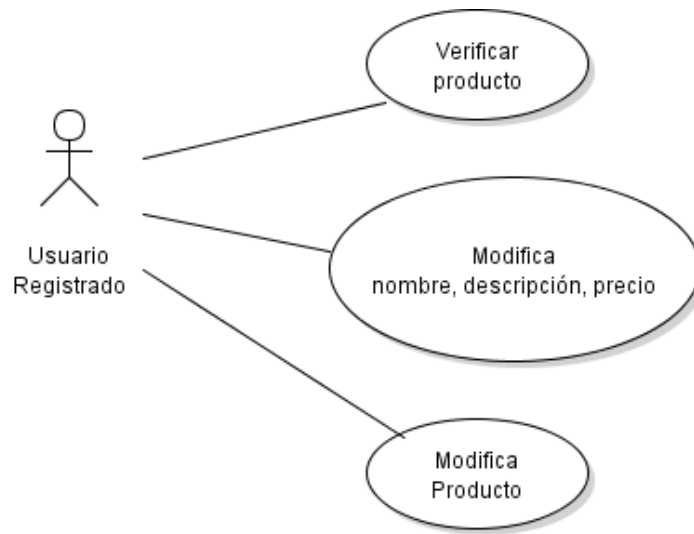 Verificar
producto
Usuario
Registrado
Modifica
nombre, descripción, precio
Modifica
Producto